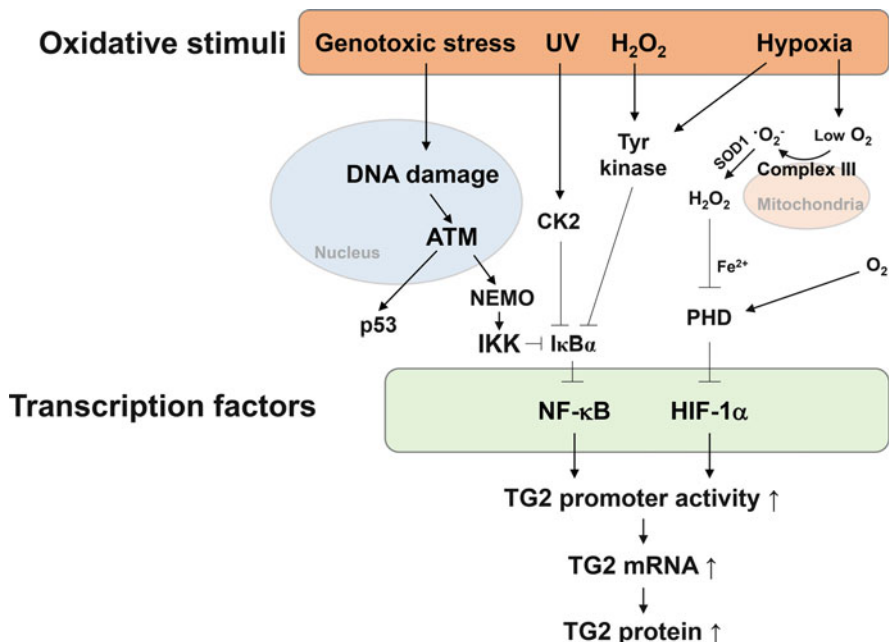 Oxidative stimuli
Genotoxic stress UV H₂O₂ Hypoxia
Low O₂
·O₂⁻
SOD1
Complex III
Mitochondria
Tyr
kinase
DNA damage
H₂O₂
ATM
CK2
Nucleus
Fe²⁺
O₂
NEMO
p53
PHD
IKK
IκBα
Transcription factors
NF-κB HIF-1α
TG2 promoter activity ↑
TG2 mRNA ↑
TG2 protein ↑